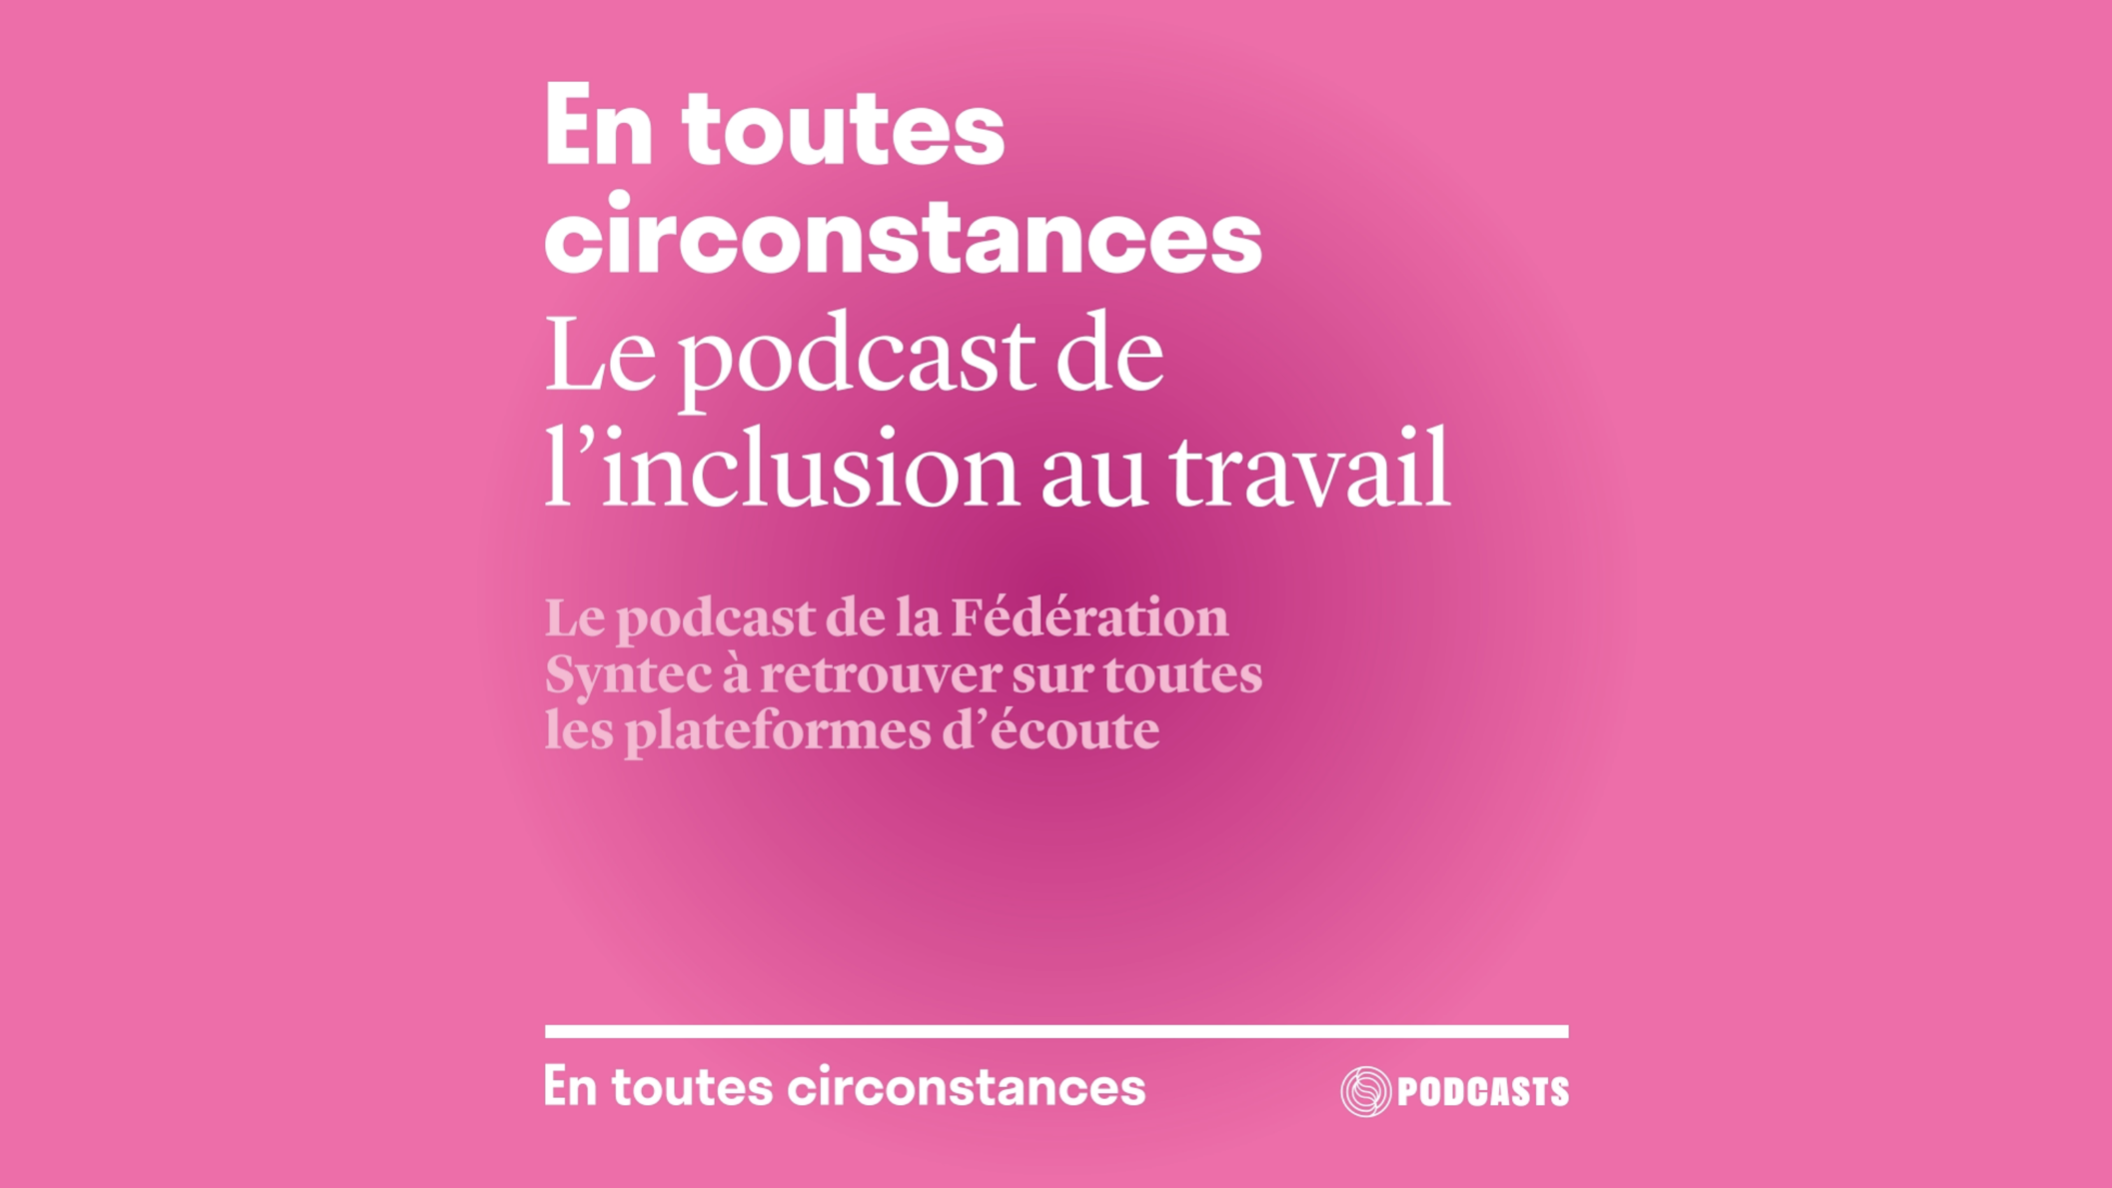 En toutes
circonstances
Le podcast de
l’inclusion au travail
Le podcast de la Fédération
Syntec à retrouver sur toutes
les plateformes d’écoute
En toutes circonstances
PODCASTS